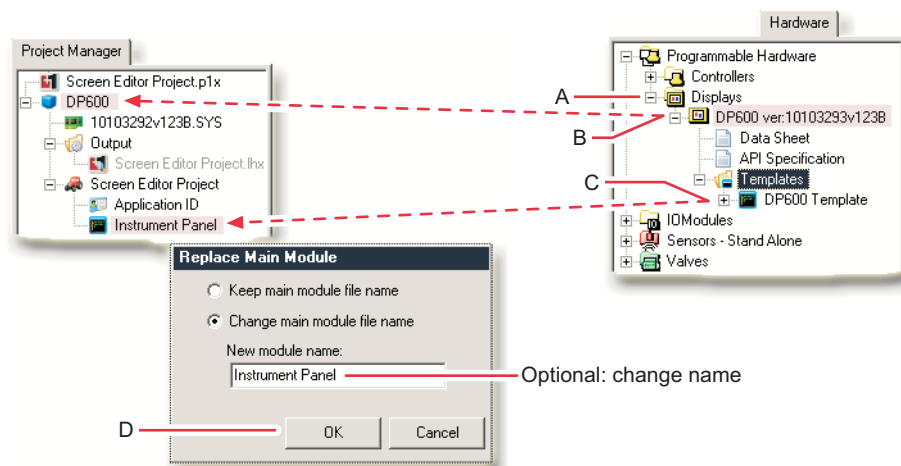 Hardware
Project Manager
Programmable Hardware
Controllers
A
Displays
B
DP600 ver:10103293v123B
Data Sheet
API Specification
C
Templates
DP600 Template
IOModules
Sensors - Stand Alone
Valves
Screen Editor Project.p1x
DP600
10103292v123B.SYS
Output
Screen Editor Project.lhx
Screen Editor Project
Application ID
Instrument Panel
Replace Main Module
Keep main module file name
Change main module file name
New module name:
Instrument Panel
Optional: change name
D
OK
Cancel